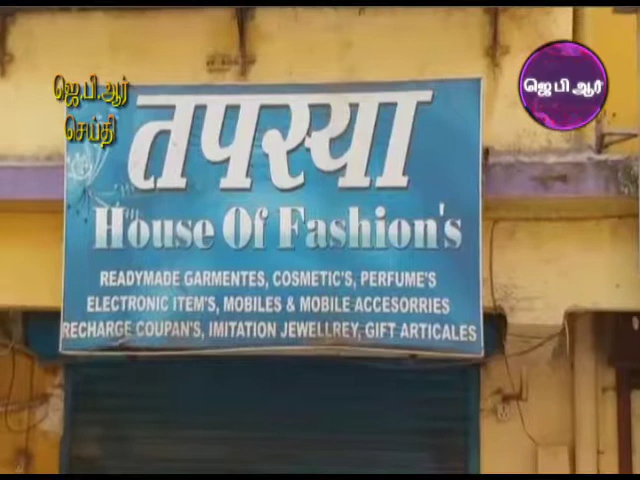 ஜெ.பி.ஆர்
செய்தி
ஜெ பி ஆர்
तपस्या
House Of Fashion's
READYMADE GARMENTES, COSMETIC'S, PERFUME'S
ELECTRONIC ITEM'S, MOBILES & MOBILE ACCESORRIES
RECHARGE COUPAN'S, IMITATION JEWELLREY, GIFT ARTICALES